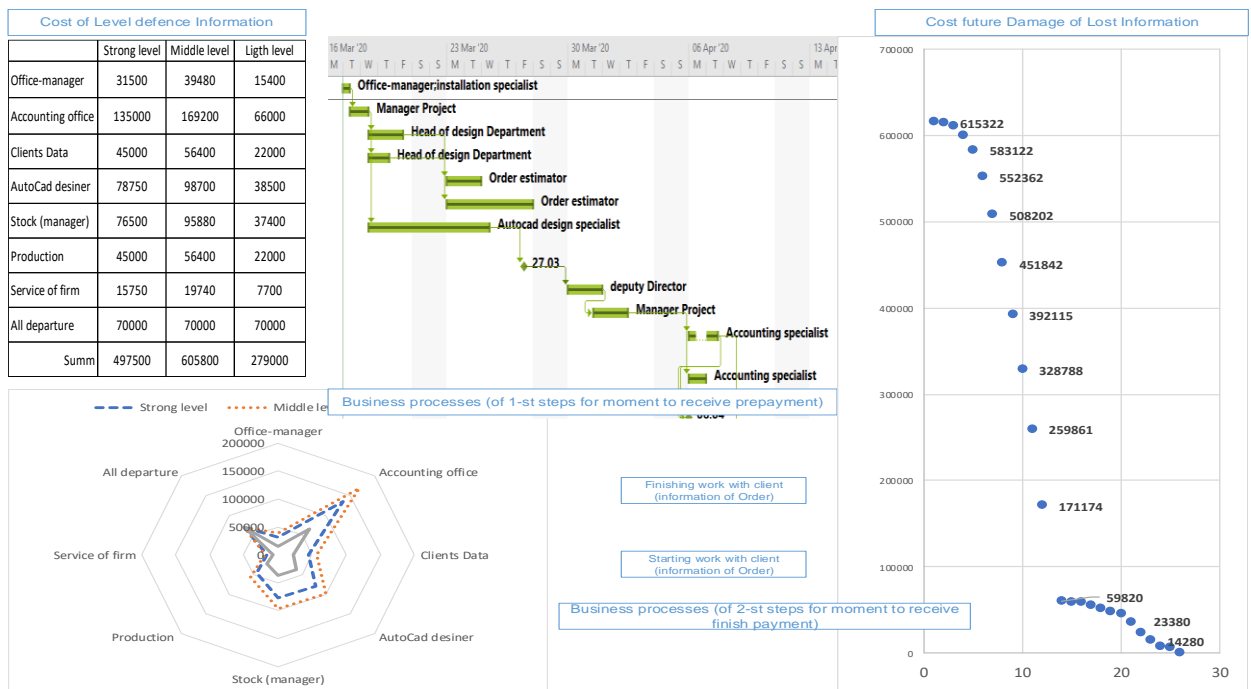 Cost of Level defence Information
Strong level Middle level Ligth level
Office-manager 31500 39480 15400
Accounting office 135000 169200 66000
Clients Data 45000 56400 22000
AutoCad desiner 78750 98700 38500
Stock (manager) 76500 95880 37400
Production 45000 56400 22000
Service of firm 15750 19740 7700
All departure 70000 70000 70000
Summ 497500 605800 279000
16 Mar '20 23 Mar '20 30 Mar '20 06 Apr '20 13 Apr
M T W T F S S M T W T F S S M T W T F S S M T W T F S S M T
Office-manager;installation specialist
Manager Project
Head of design Department
Head of design Department
Order estimator
Order estimator
Autocad design specialist
27.03
deputy Director
Manager Project
Accounting specialist
Accounting specialist
Business processes (of 1-st steps for moment to receive prepayment)
Strong level Middle
Office-manager
200000
150000
100000
50000
0
Accounting office
Clients Data
AutoCad desiner
Stock (manager)
Production
Service of firm
All departure
Finishing work with client
(information of Order)
Starting work with client
(information of Order)
Business processes (of 2-st steps for moment to receive
finish payment)
Cost future Damage of Lost Information
700000
600000
500000
400000
300000
200000
100000
0
615322
583122
552362
508202
451842
392115
328788
259861
171174
59820
23380
14280
0 10 20 30